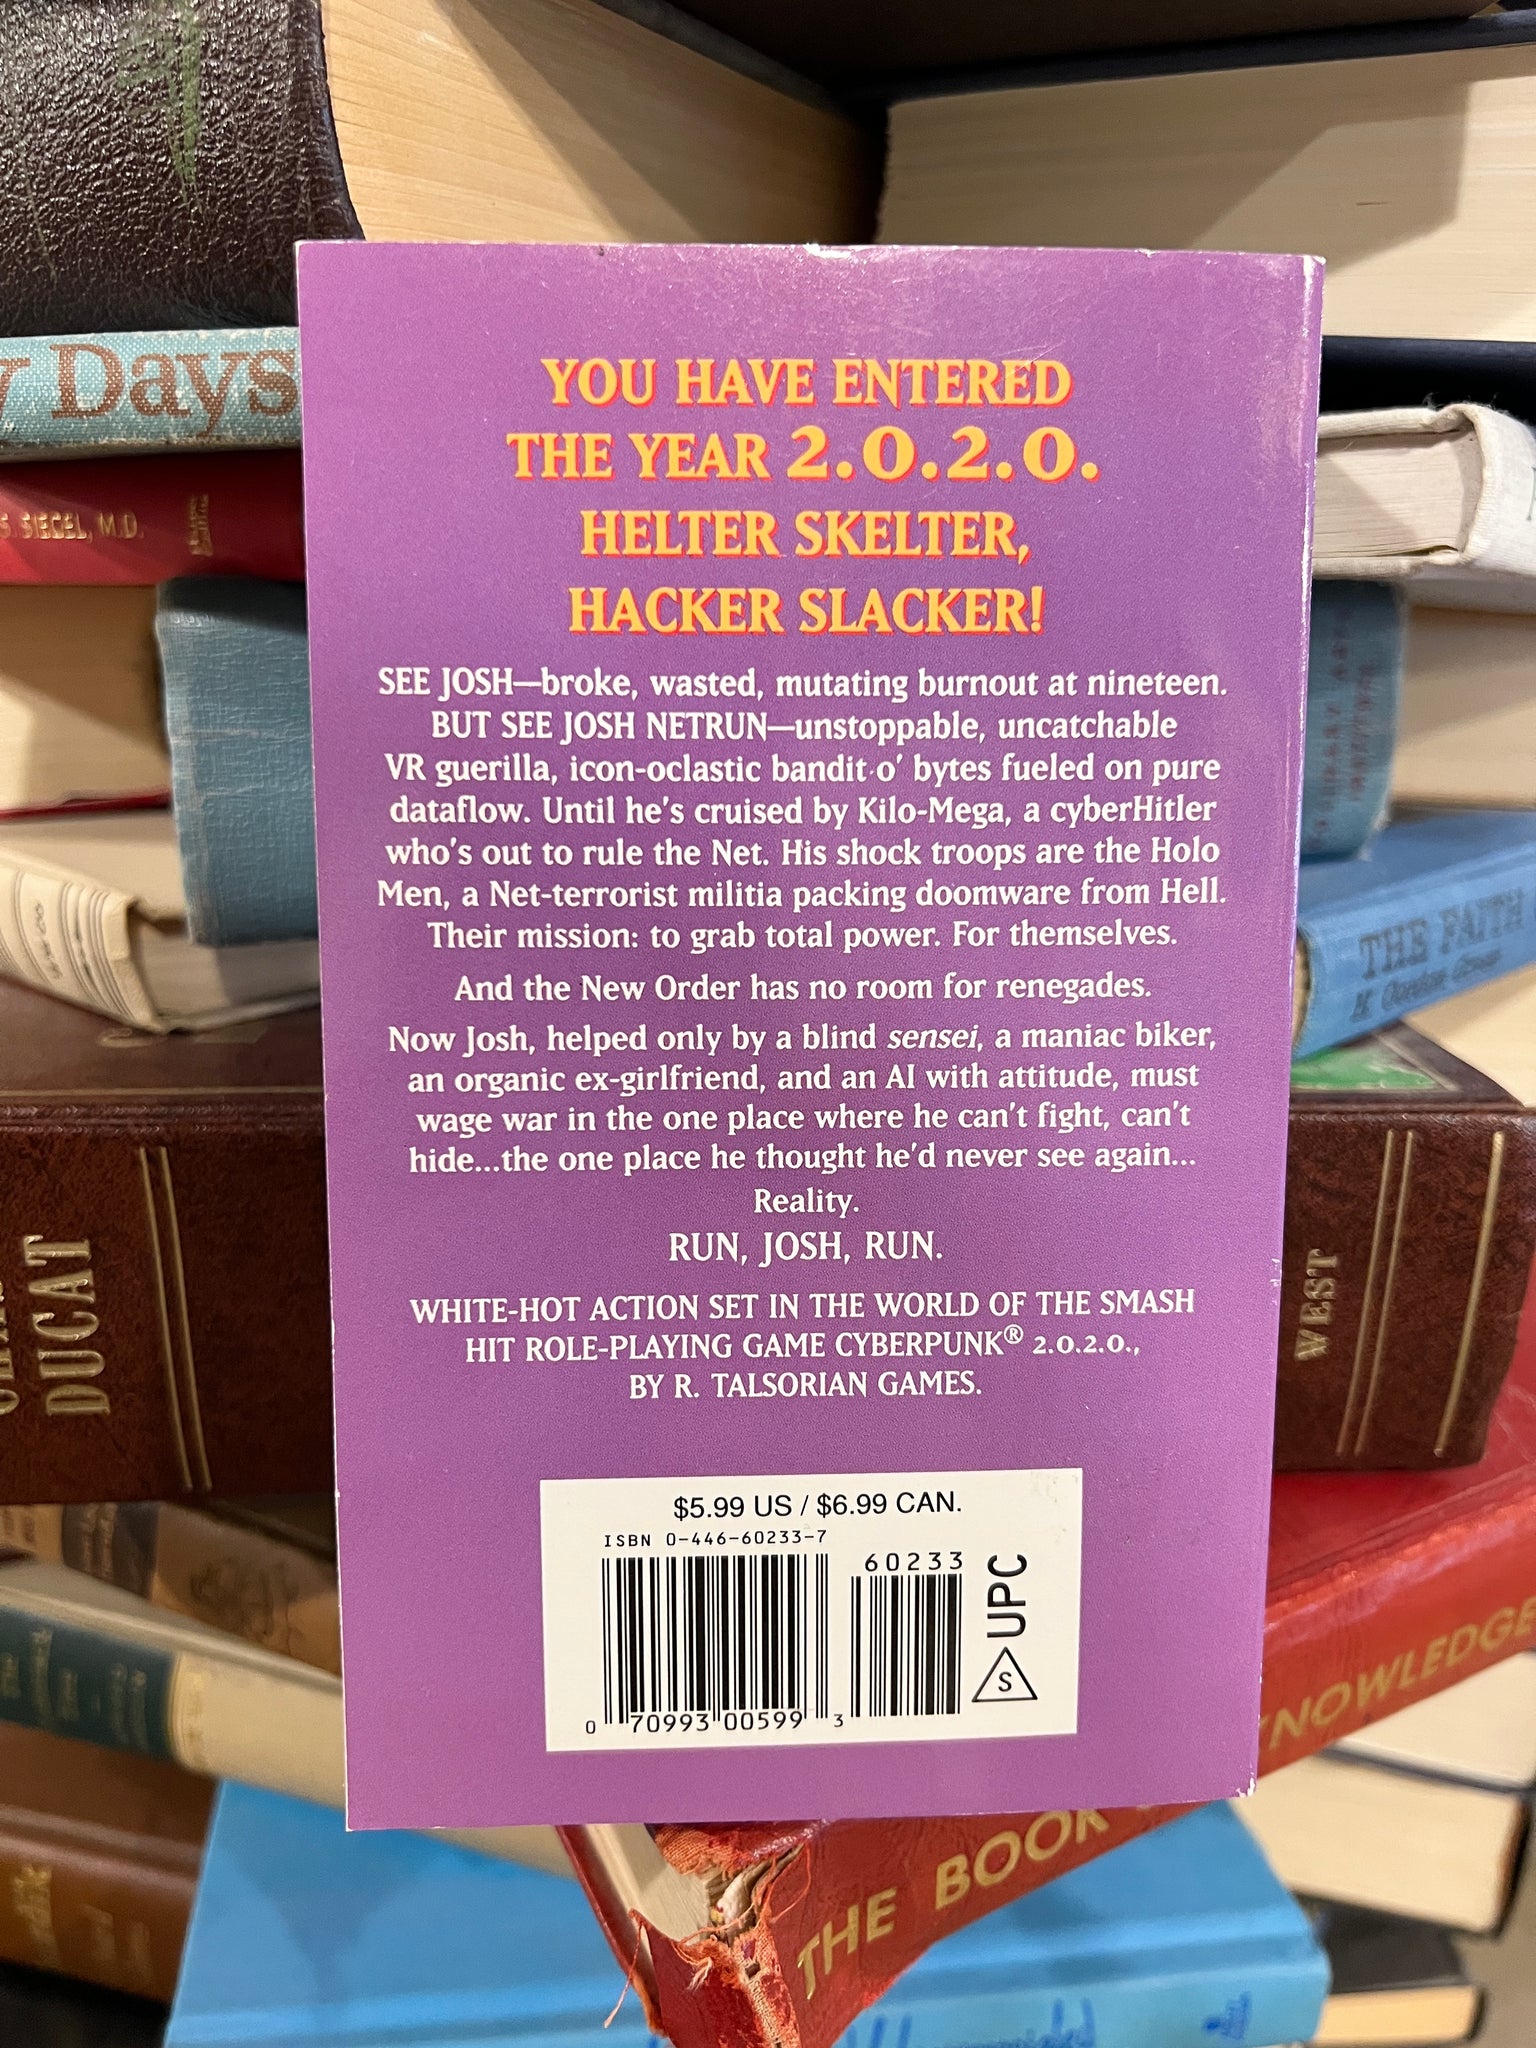 y Days
S. SIEGEL, M.D.
DUCAT
YOU HAVE ENTERED
THE YEAR 2.0.2.0.
HELTER SKELTER,
HACKER SLACKER!
SEE JOSH—broke, wasted, mutating burnout at nineteen.
BUT SEE JOSH NETRUN—unstoppable, uncatchable
VR guerilla, icon-oclastic bandit o' bytes fueled on pure
dataflow. Until he's cruised by Kilo-Mega, a cyberHitler
who's out to rule the Net. His shock troops are the Holo
Men, a Net-terrorist militia packing doomware from Hell.
Their mission: to grab total power. For themselves.
And the New Order has no room for renegades.
Now Josh, helped only by a blind sensei, a maniac biker,
an organic ex-girlfriend, and an AI with attitude, must
wage war in the one place where he can't fight, can't
hide...the one place he thought he'd never see again...
Reality.
RUN, JOSH, RUN.
WHITE-HOT ACTION SET IN THE WORLD OF THE SMASH
HIT ROLE-PLAYING GAME CYBERPUNK® 2.0.2.0.,
BY R. TALSORIAN GAMES.
$5.99 US / $6.99 CAN.
ISBN 0-446-60233-7
60233
0 70993 00599 3
S UPC
THE FAITH
WEST
THE BOOK
KNOWLEDGE